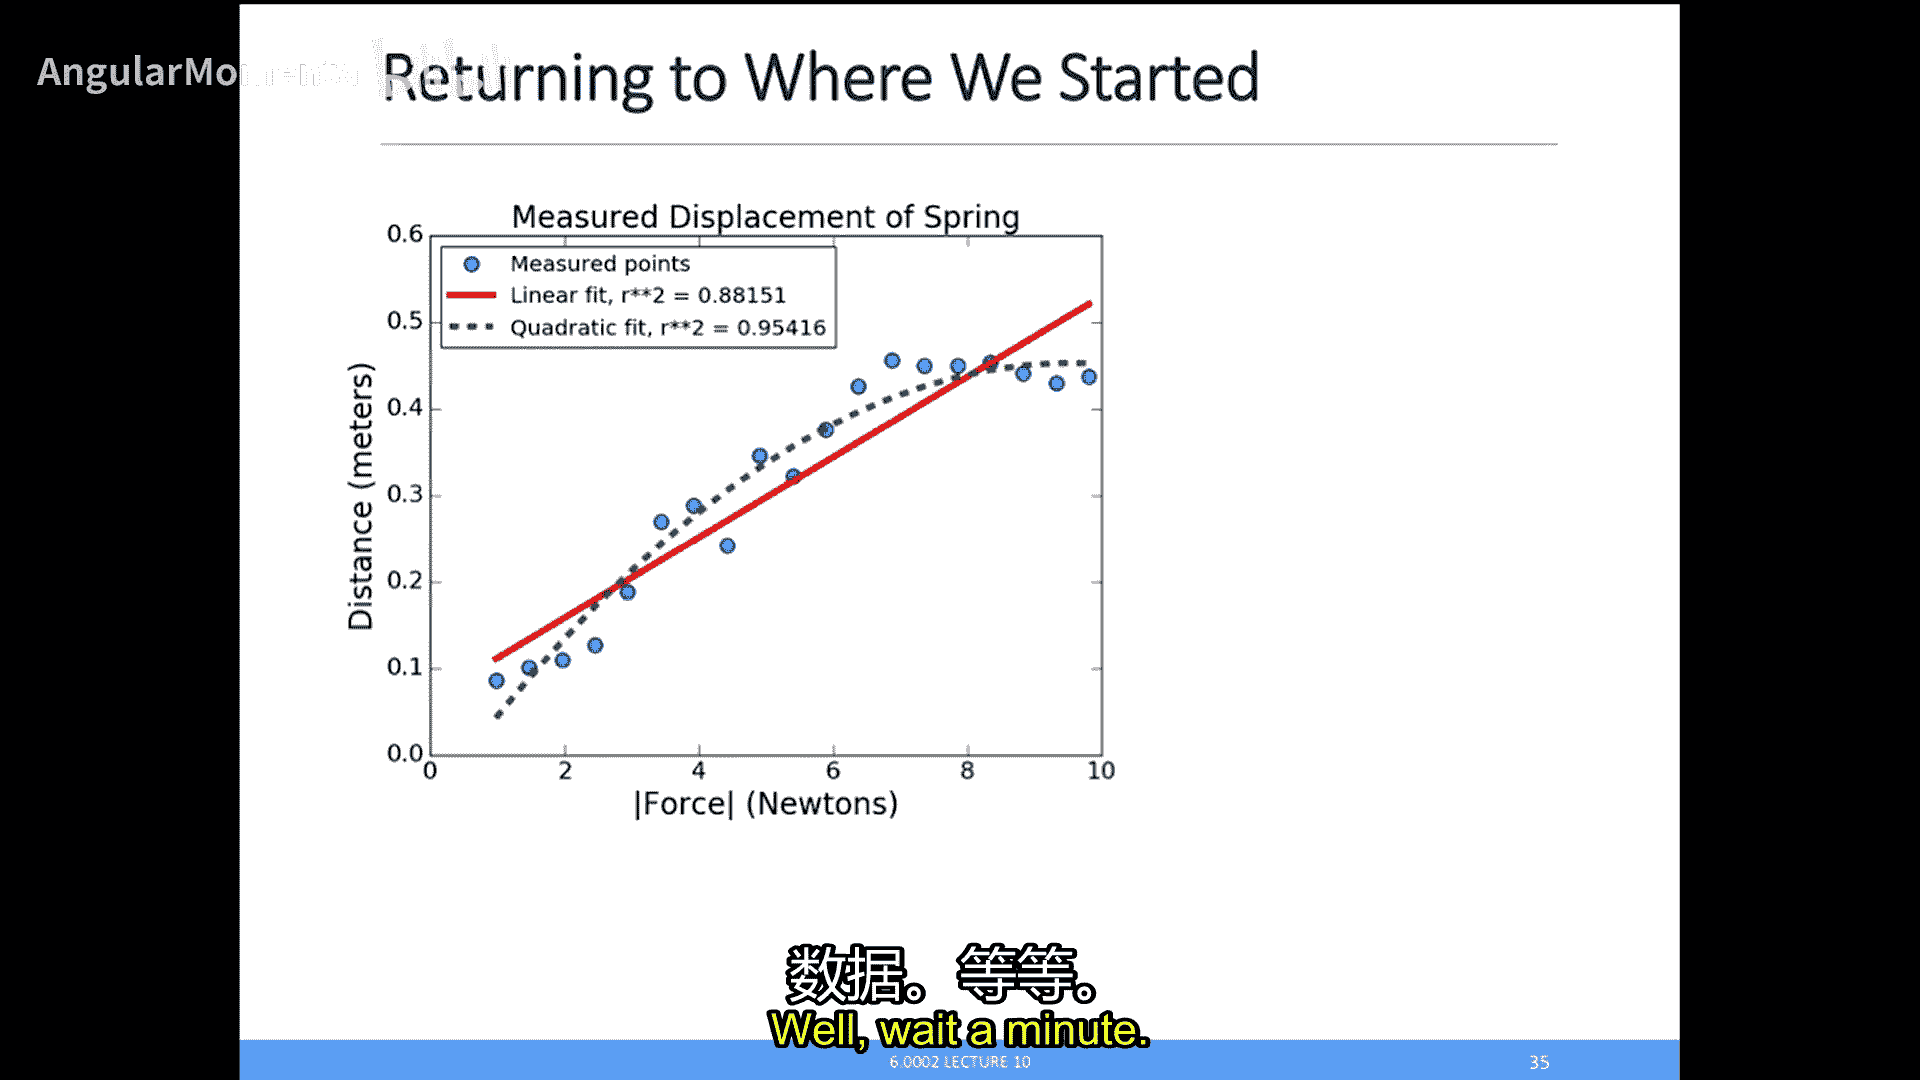 AngularMoments
Returning to Where We Started
Measured Displacement of Spring
Measured points
Linear fit, r**2 = 0.88151
Quadratic fit, r**2 = 0.95416
0.6
0.5
0.4
0.3
0.2
0.1
0.0
Distance (meters)
0 2 4 6 8 10
|Force| (Newtons)
数据。等等。
Well, wait a minute.
6.0002 LECTURE 10
35